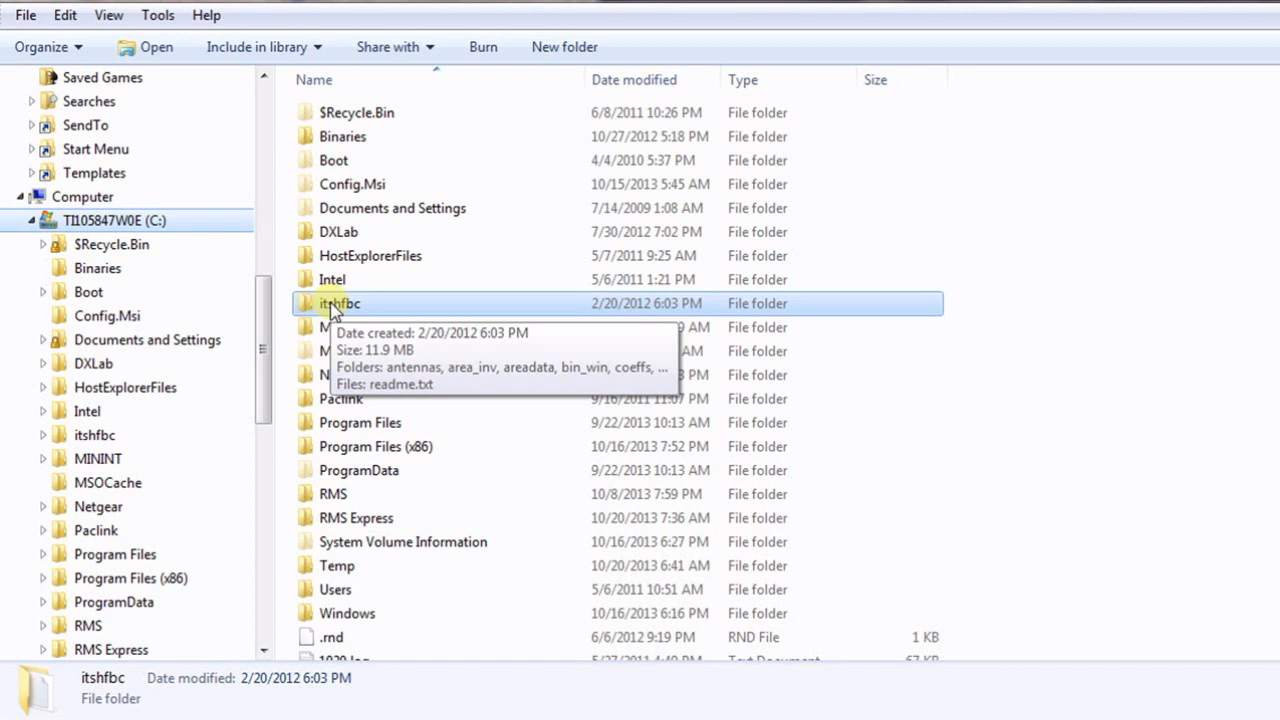 File Edit View Tools Help
Organize Open Include in library Share with Burn New folder
Saved Games
Searches
SendTo
Start Menu
Templates
Computer
TI105847W0E (C:)
$Recycle.Bin
Binaries
Boot
Config.Msi
Documents and Settings
DXLab
HostExplorerFiles
Intel
itshfbc
MININT
MSOCache
Netgear
Paclink
Program Files
Program Files (x86)
ProgramData
RMS
RMS Express
Name Date modified Type Size
$Recycle.Bin 6/8/2011 10:26 PM File folder
Binaries 10/27/2012 5:18 PM File folder
Boot 4/4/2010 5:37 PM File folder
Config.Msi 10/15/2013 5:45 AM File folder
Documents and Settings 7/14/2009 1:08 AM File folder
DXLab 7/30/2012 7:02 PM File folder
HostExplorerFiles 5/7/2011 9:25 AM File folder
Intel 5/6/2011 1:21 PM File folder
itshfbc 2/20/2012 6:03 PM File folder
M AM File folder
M AM File folder
N AM File folder
Paclink 9/16/2011 11:07 PM File folder
Program Files 9/22/2013 10:13 AM File folder
Program Files (x86) 10/16/2013 7:52 PM File folder
ProgramData 9/22/2013 10:13 AM File folder
RMS 10/8/2013 7:59 PM File folder
RMS Express 10/20/2013 7:36 AM File folder
System Volume Information 10/16/2013 6:27 PM File folder
Temp 10/20/2013 6:41 AM File folder
Users 5/6/2011 10:51 AM File folder
Windows 10/16/2013 6:16 PM File folder
.rnd 6/6/2012 9:19 PM RND File 1 KB
Text Document 67 KB
Date created: 2/20/2012 6:03 PM
Size: 11.9 MB
Folders: antennas, area_inv, areadata, bin_win, coeffs, ...
Files: readme.txt
itshfbc Date modified: 2/20/2012 6:03 PM
File folder